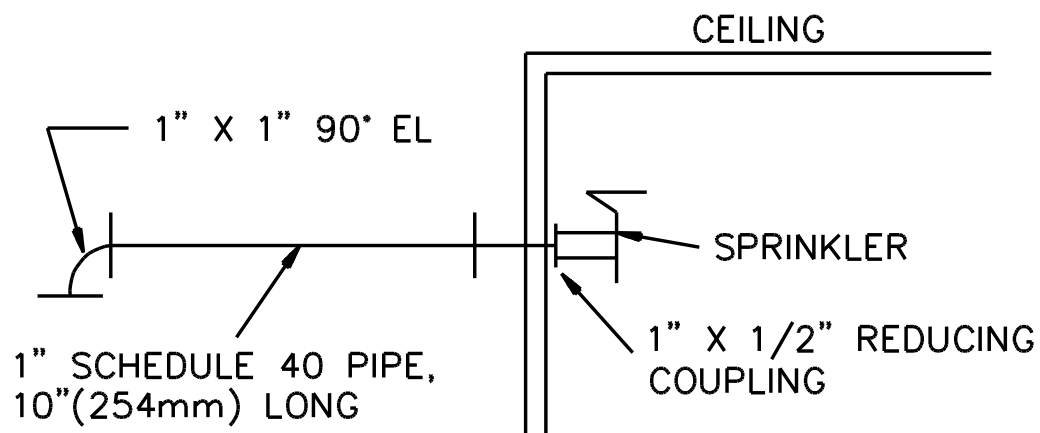 CEILING
1” X 1” 90° EL
SPRINKLER
1” X 1/2” REDUCING
COUPLING
1” SCHEDULE 40 PIPE,
10”(254mm) LONG